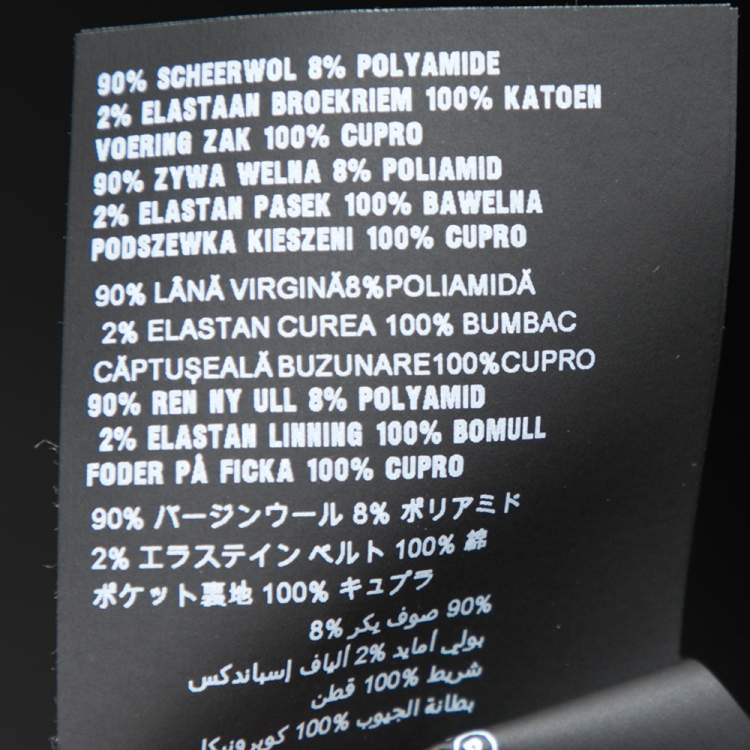 90% SCHEERWOL 8% POLYAMIDE
2% ELASTAAN BROEKRIEM 100% KATOEN
VOERING ZAK 100% CUPRO
90% ZYWA WELNA 8% POLIAMID
2% ELASTAN PASEK 100% BAWELNA
PODSZEWKA KIESZENI 100% CUPRO
90% LÂNĂ VIRGINĂ8%POLIAMIDĂ
2% ELASTAN CUREA 100% BUMBAC
CĂPTUŞEALĂ BUZUNARE100%CUPRO
90% REN NY ULL 8% POLYAMID
2% ELASTAN LINNING 100% BOMULL
FODER PÅ FICKA 100% CUPRO
90% バージンウール 8% ポリアミド
2% エラステイン ベルト 100% 綿
ポケット裏地 100% キュプラ
90% صوف بكر 8%
بولي أمايد 2% ألياف إسباندكس
شريط 100% قطن
بطانة الجيوب 100%